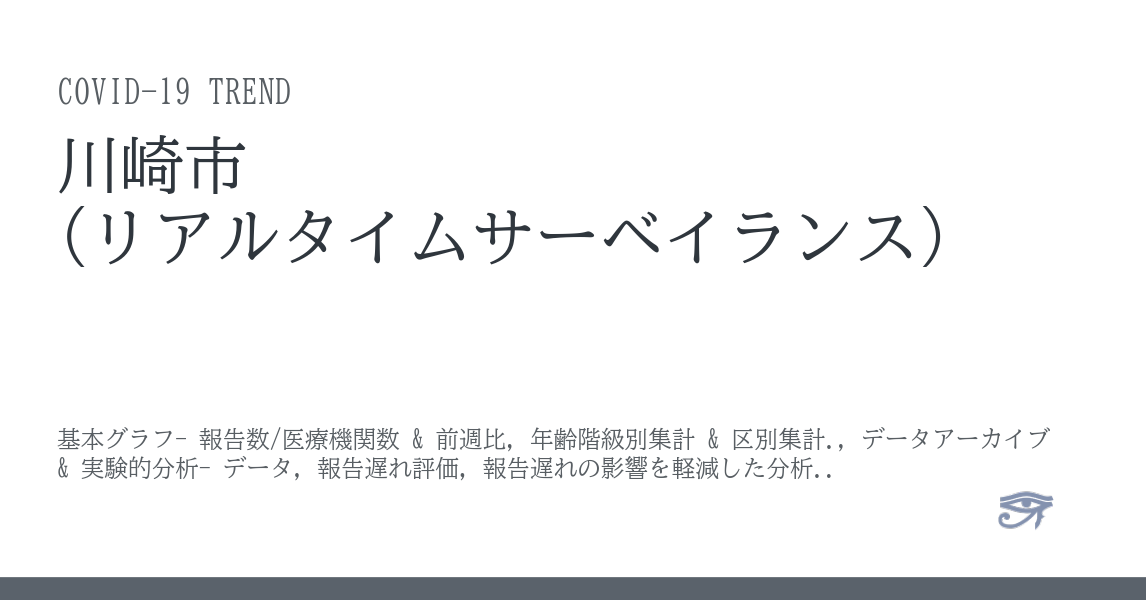 COVID-19 TREND
川崎市
(リアルタイムサーベイランス)
基本グラフ- 報告数/医療機関数 & 前週比, 年齢階級別集計 & 区別集計., データアーカイブ
& 実験的分析- データ, 報告遅れ評価, 報告遅れの影響を軽減した分析..